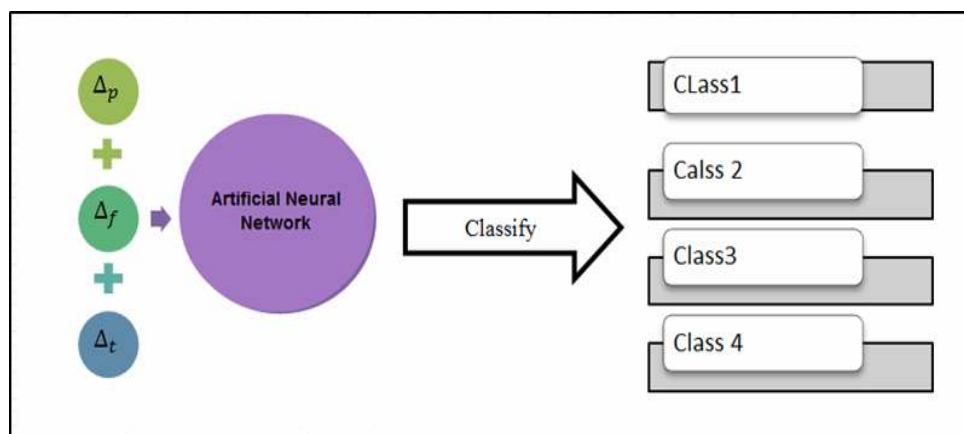 Δp
Δf
Δt
Artificial Neural
Network
Classify
CLass1
Calss 2
Class3
Class 4